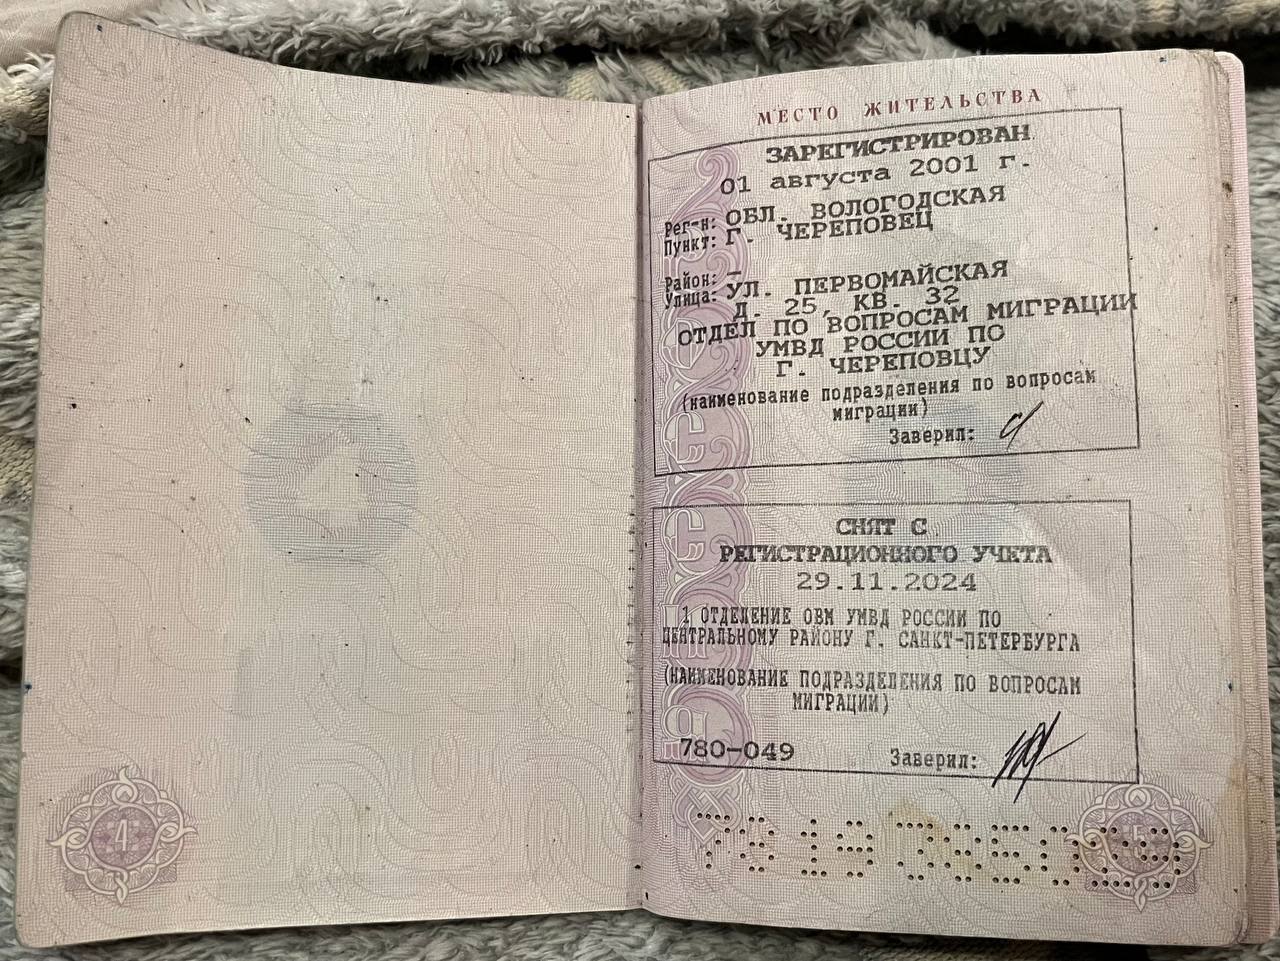 МЕСТО ЖИТЕЛЬСТВА
ЗАРЕГИСТРИРОВАН
01 августа 2001 г.
Рег-н: ОБЛ. ВОЛОГОДСКАЯ
Пункт: Г. ЧЕРЕПОВЕЦ
Район: –
Улица: УЛ. ПЕРВОМАЙСКАЯ
Д. 25, КВ. 32
ОТДЕЛ ПО ВОПРОСАМ МИГРАЦИИ
УМВД РОССИИ ПО
Г. ЧЕРЕПОВЦУ
(наименование подразделения по вопросам
миграции)
Заверил:
СНЯТ С
РЕГИСТРАЦИОННОГО УЧЕТА
29.11.2024
1 ОТДЕЛЕНИЕ ОВМ УМВД РОССИИ ПО
ЦЕНТРАЛЬНОМУ РАЙОНУ Г. САНКТ-ПЕТЕРБУРГА
(НАИМЕНОВАНИЕ ПОДРАЗДЕЛЕНИЯ ПО ВОПРОСАМ
МИГРАЦИИ)
780-049 Заверил:
4
5